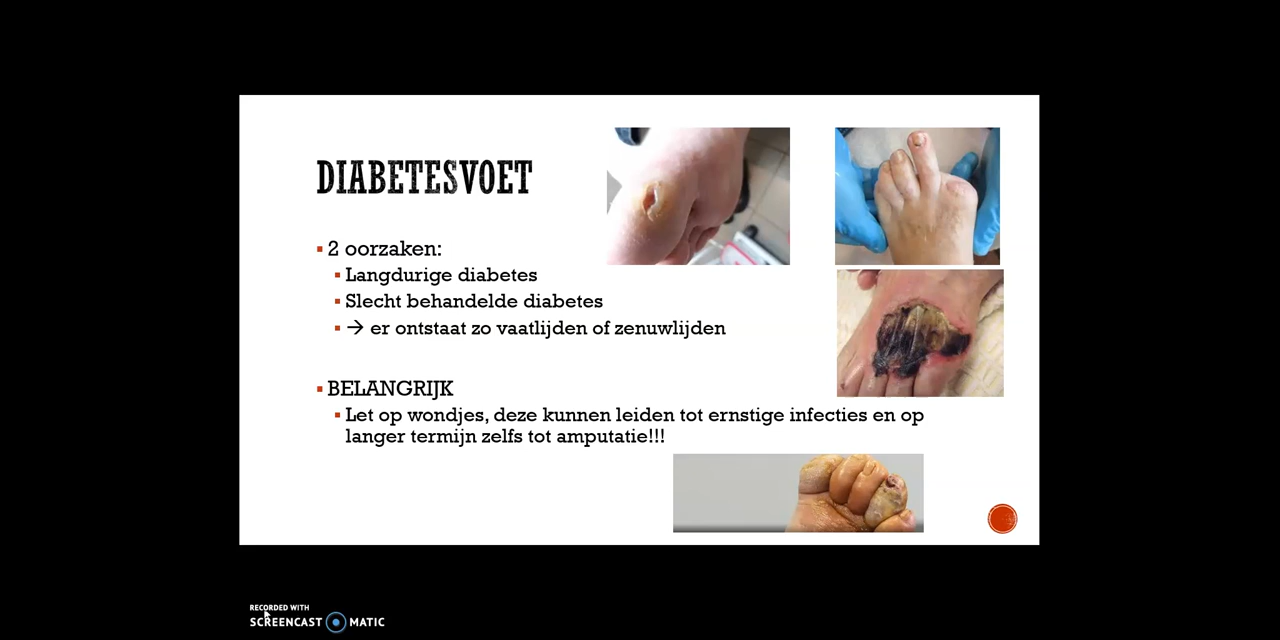 DIABETESVOET
2 oorzaken:
Langdurige diabetes
Slecht behandelde diabetes
→ er ontstaat zo vaatlijden of zenuwlijden
BELANGRIJK
Let op wondjes, deze kunnen leiden tot ernstige infecties en op
langer termijn zelfs tot amputatie!!!
RECORDED WITH
SCREENCAST MATIC